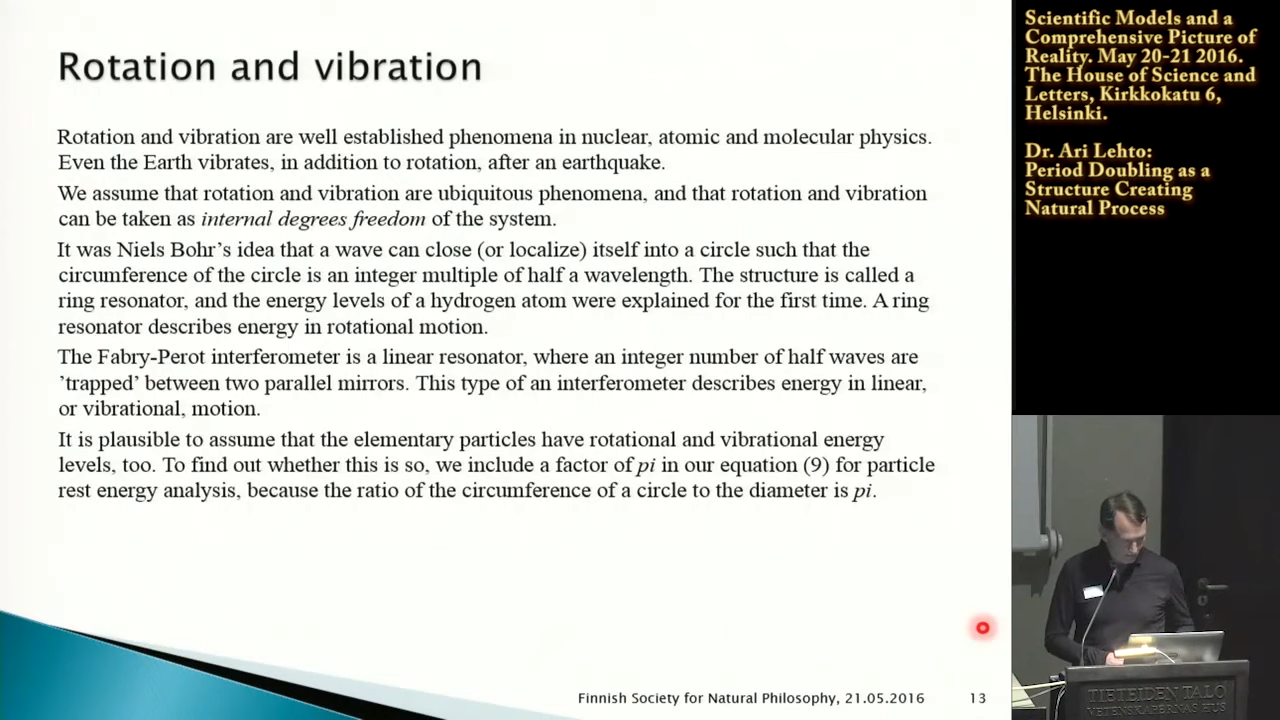 Rotation and vibration
Rotation and vibration are well established phenomena in nuclear, atomic and molecular physics.
Even the Earth vibrates, in addition to rotation, after an earthquake.
We assume that rotation and vibration are ubiquitous phenomena, and that rotation and vibration
can be taken as internal degrees freedom of the system.
It was Niels Bohr's idea that a wave can close (or localize) itself into a circle such that the
circumference of the circle is an integer multiple of half a wavelength. The structure is called a
ring resonator, and the energy levels of a hydrogen atom were explained for the first time. A ring
resonator describes energy in rotational motion.
The Fabry-Perot interferometer is a linear resonator, where an integer number of half waves are
’trapped’ between two parallel mirrors. This type of an interferometer describes energy in linear,
or vibrational, motion.
It is plausible to assume that the elementary particles have rotational and vibrational energy
levels, too. To find out whether this is so, we include a factor of pi in our equation (9) for particle
rest energy analysis, because the ratio of the circumference of a circle to the diameter is pi.
Finnish Society for Natural Philosophy, 21.05.2016
13
Scientific Models and a
Comprehensive Picture of
Reality. May 20-21 2016.
The House of Science and
Letters, Kirkkokatu 6,
Helsinki.
Dr. Ari Lehto:
Period Doubling as a
Structure Creating
Natural Process
TIETEIDEN TALO
VETENSKAPERNAS HUS